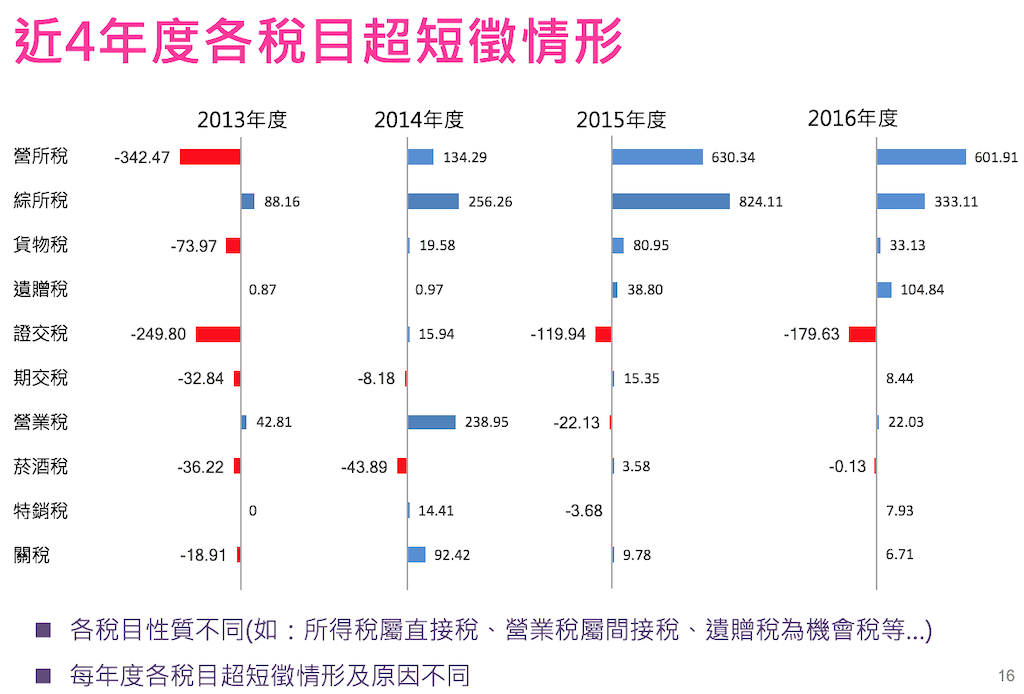 近4年度各稅目超短徵情形
2013年度 2014年度 2015年度 2016年度
營所稅 -342.47 134.29 630.34 601.91
綜所稅 88.16 256.26 824.11 333.11
貨物稅 -73.97 19.58 80.95 33.13
遺贈稅 0.87 0.97 38.80 104.84
證交稅 -249.80 15.94 -119.94 -179.63
期交稅 -32.84 -8.18 15.35 8.44
營業稅 42.81 238.95 -22.13 22.03
菸酒稅 -36.22 -43.89 3.58 -0.13
特銷稅 0 14.41 -3.68 7.93
關稅 -18.91 92.42 9.78 6.71
■ 各稅目性質不同(如：所得稅屬直接稅、營業稅屬間接稅、遺贈稅為機會稅等...)
■ 每年度各稅目超短徵情形及原因不同
16